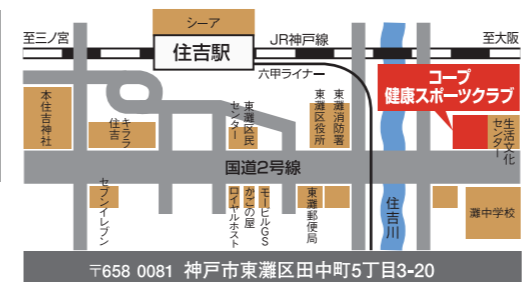 シーア
至三ノ宮
住吉駅
JR神戸線
至大阪
六甲ライナー
コープ
健康スポーツクラブ
本住吉神社
キララ
住吉
東灘区民
センター
東灘区役所
東灘消防署
生活文化
センター
国道2号線
セブンイレブン
ロイヤルホスト
かごの屋
モービルGS
東灘郵便局
住吉川
灘中学校
〒658 0081 神戸市東灘区田中町5丁目3-20